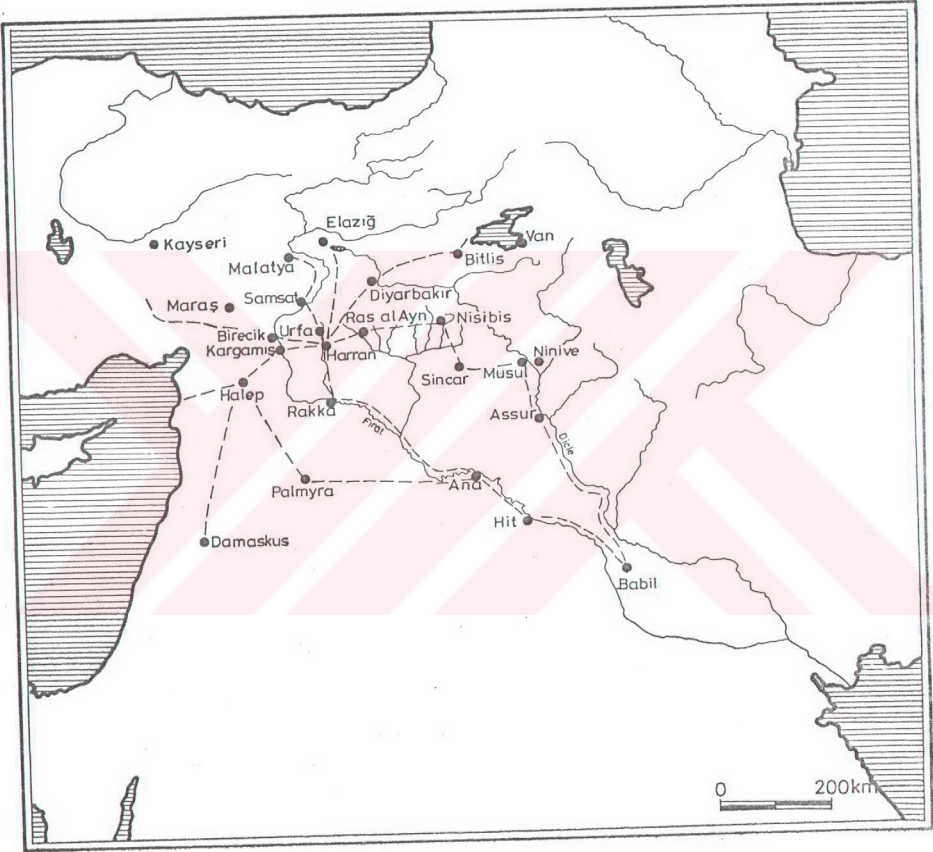 Elazığ
Kayseri
Van
Bitlis
Malatya
Diyarbakır
Samsat
Maraş
Ras al Ayn
Nisibis
Birecik
Urfa
Kargamış
Harran
Ninive
Sincar
Musul
Halep
Rakka
Assur
Fırat
Dicle
Palmyra
Ana
Hit
Damaskus
Babil
0 200km